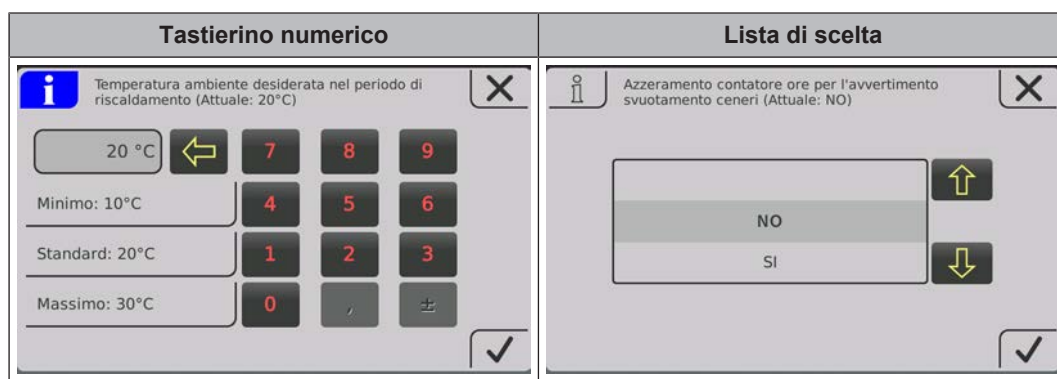 Tastierino numerico
Lista di scelta
i
Temperatura ambiente desiderata nel periodo di
riscaldamento (Attuale: 20°C)
20 °C
7 8 9
Minimo: 10°C
4 5 6
Standard: 20°C
1 2 3
Massimo: 30°C
0 , ±
i
Azzeramento contatore ore per l'avvertimento
svuotamento ceneri (Attuale: NO)
NO
SI